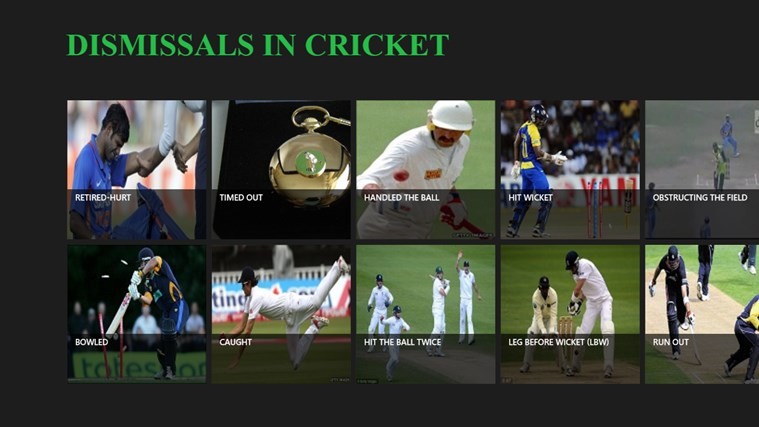 DISMISSALS IN CRICKET
RETIRED-HURT
TIMED OUT
HANDLED THE BALL
HIT WICKET
OBSTRUCTING THE FIELD
BOWLED
CAUGHT
HIT THE BALL TWICE
LEG BEFORE WICKET (LBW)
RUN OUT